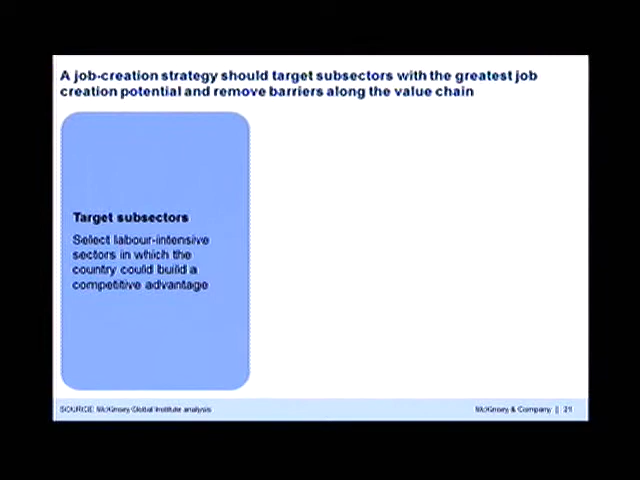 A job-creation strategy should target subsectors with the greatest job
creation potential and remove barriers along the value chain
Target subsectors
Select labour-intensive
sectors in which the
country could build a
competitive advantage
SOURCE: McKinsey Global Institute analysis
McKinsey & Company | 21